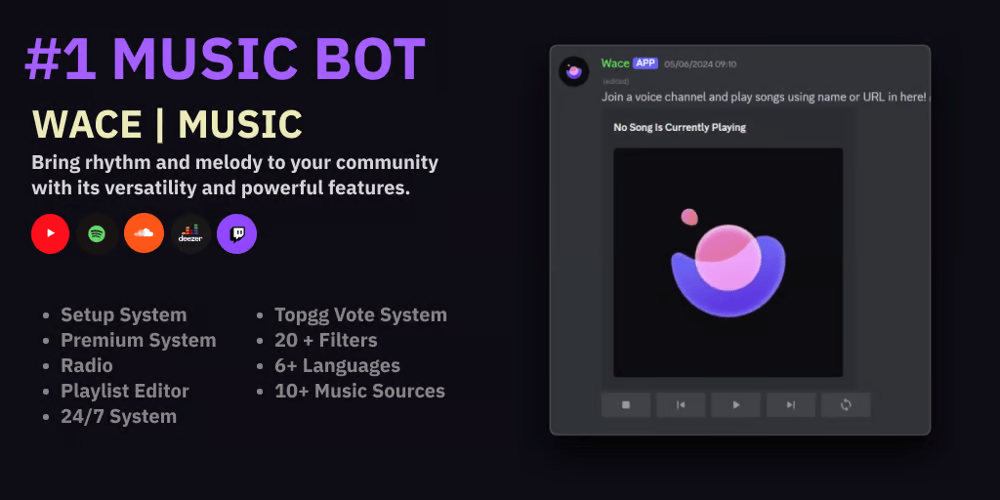 #1 MUSIC BOT
WACE | MUSIC
Bring rhythm and melody to your community
with its versatility and powerful features.
deezer
• Setup System
• Premium System
• Radio
• Playlist Editor
• 24/7 System
• Topgg Vote System
• 20 + Filters
• 6+ Languages
• 10+ Music Sources
Wace APP 05/06/2024 09:10
(edited)
Join a voice channel and play songs using name or URL in here!
No Song Is Currently Playing